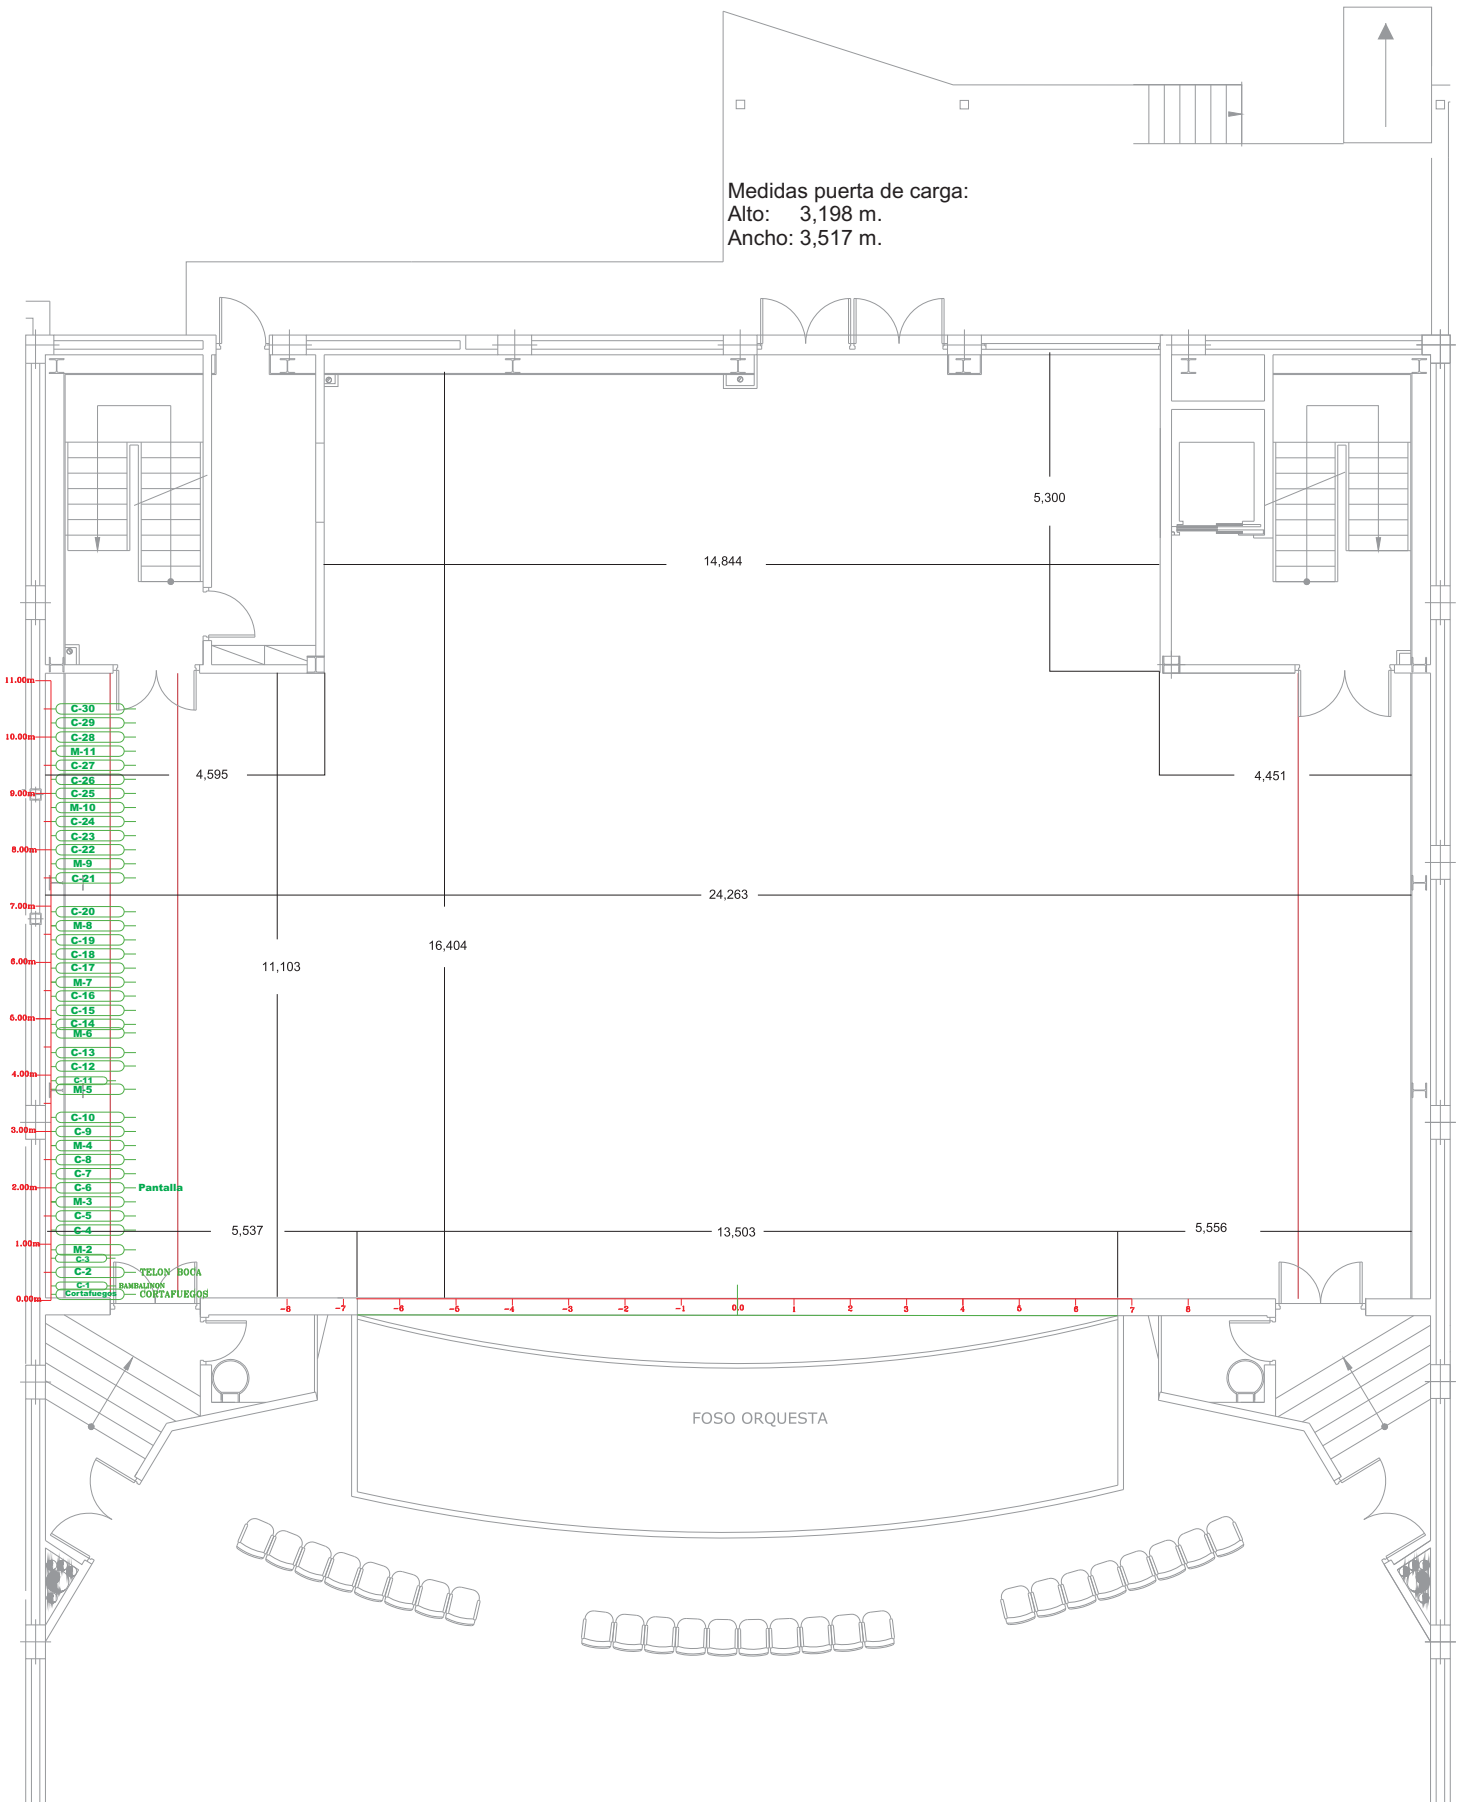 Medidas puerta de carga:
Alto: 3,198 m.
Ancho: 3,517 m.
5,300
14,844
11.00m
C-30
C-29
10.00m
C-28
M-11
C-27
4,595
4,451
C-26
9.00m
C-25
M-10
C-24
C-23
8.00m
C-22
M-9
C-21
24,263
7.00m
C-20
M-8
16,404
C-19
C-18
6.00m
C-17
11,103
M-7
C-16
C-15
5.00m
C-14
M-6
C-13
C-12
4.00m
C-11
M-5
C-10
3.00m
C-9
M-4
C-8
C-7
2.00m
C-6 Pantalla
M-3
C-5
C-4
5,537
13,503
5,556
1.00m
M-2
C-3
C-2 TELON BOCA
C-1 BAMBALINON
0.00m
Cortafuegos CORTAFUEGOS
-8 -7 -6 -5 -4 -3 -2 -1 0.0 1 2 3 4 5 6 7 8
FOSO ORQUESTA